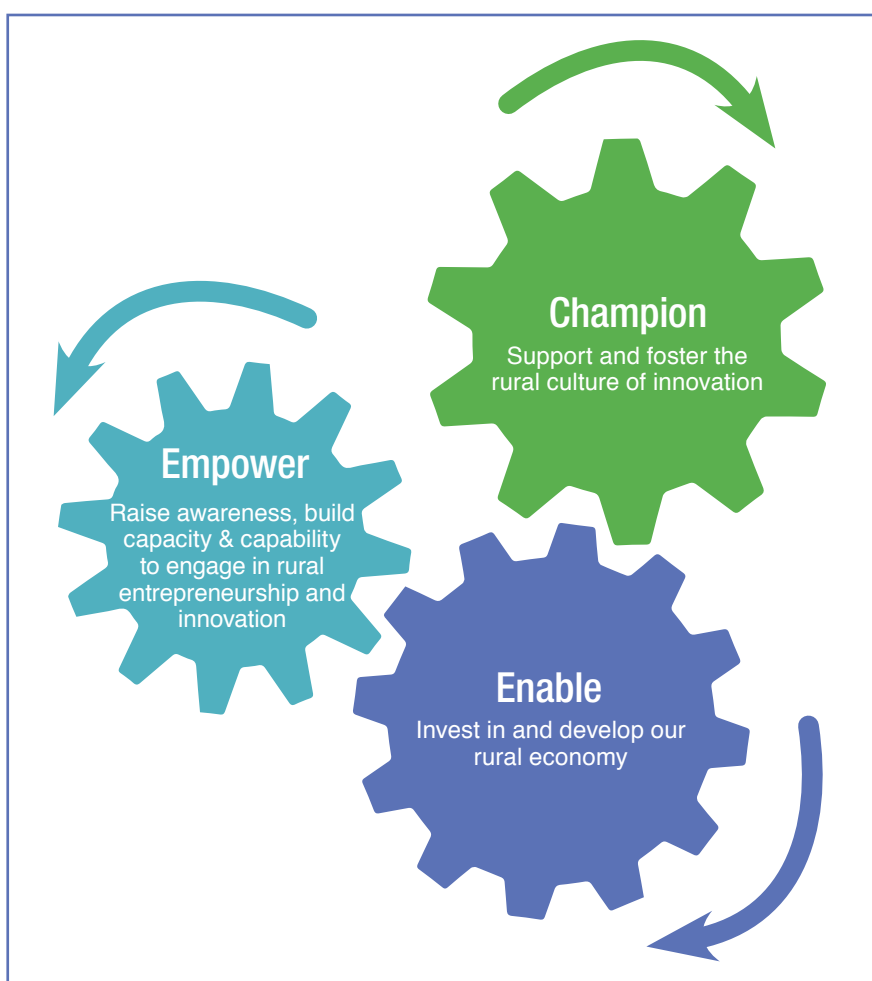 Champion
Support and foster the
rural culture of innovation
Empower
Raise awareness, build
capacity & capability
to engage in rural
entrepreneurship and
innovation
Enable
Invest in and develop our
rural economy